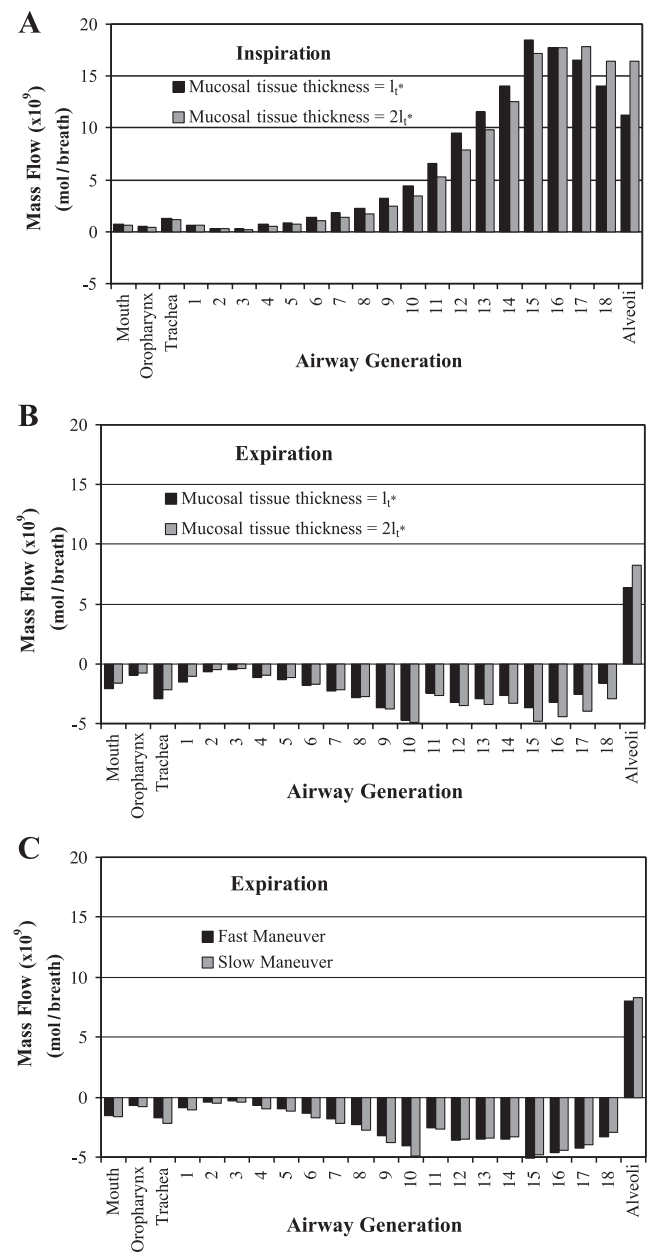 A
20
15
10
5
0
-5
Mass Flow (x10⁹)
(mol/breath)
Inspiration
Mucosal tissue thickness = lₜ*
Mucosal tissue thickness = 2lₜ*
Mouth
Oropharynx
Trachea
1
2
3
4
5
6
7
8
9
10
11
12
13
14
15
16
17
18
Alveoli
Airway Generation
B
20
15
10
5
0
-5
Mass Flow (x10⁹)
(mol/breath)
Expiration
Mucosal tissue thickness = lₜ*
Mucosal tissue thickness = 2lₜ*
Mouth
Oropharynx
Trachea
1
2
3
4
5
6
7
8
9
10
11
12
13
14
15
16
17
18
Alveoli
Airway Generation
C
20
15
10
5
0
-5
Mass Flow (x10⁹)
(mol/breath)
Expiration
Fast Maneuver
Slow Maneuver
Mouth
Oropharynx
Trachea
1
2
3
4
5
6
7
8
9
10
11
12
13
14
15
16
17
18
Alveoli
Airway Generation